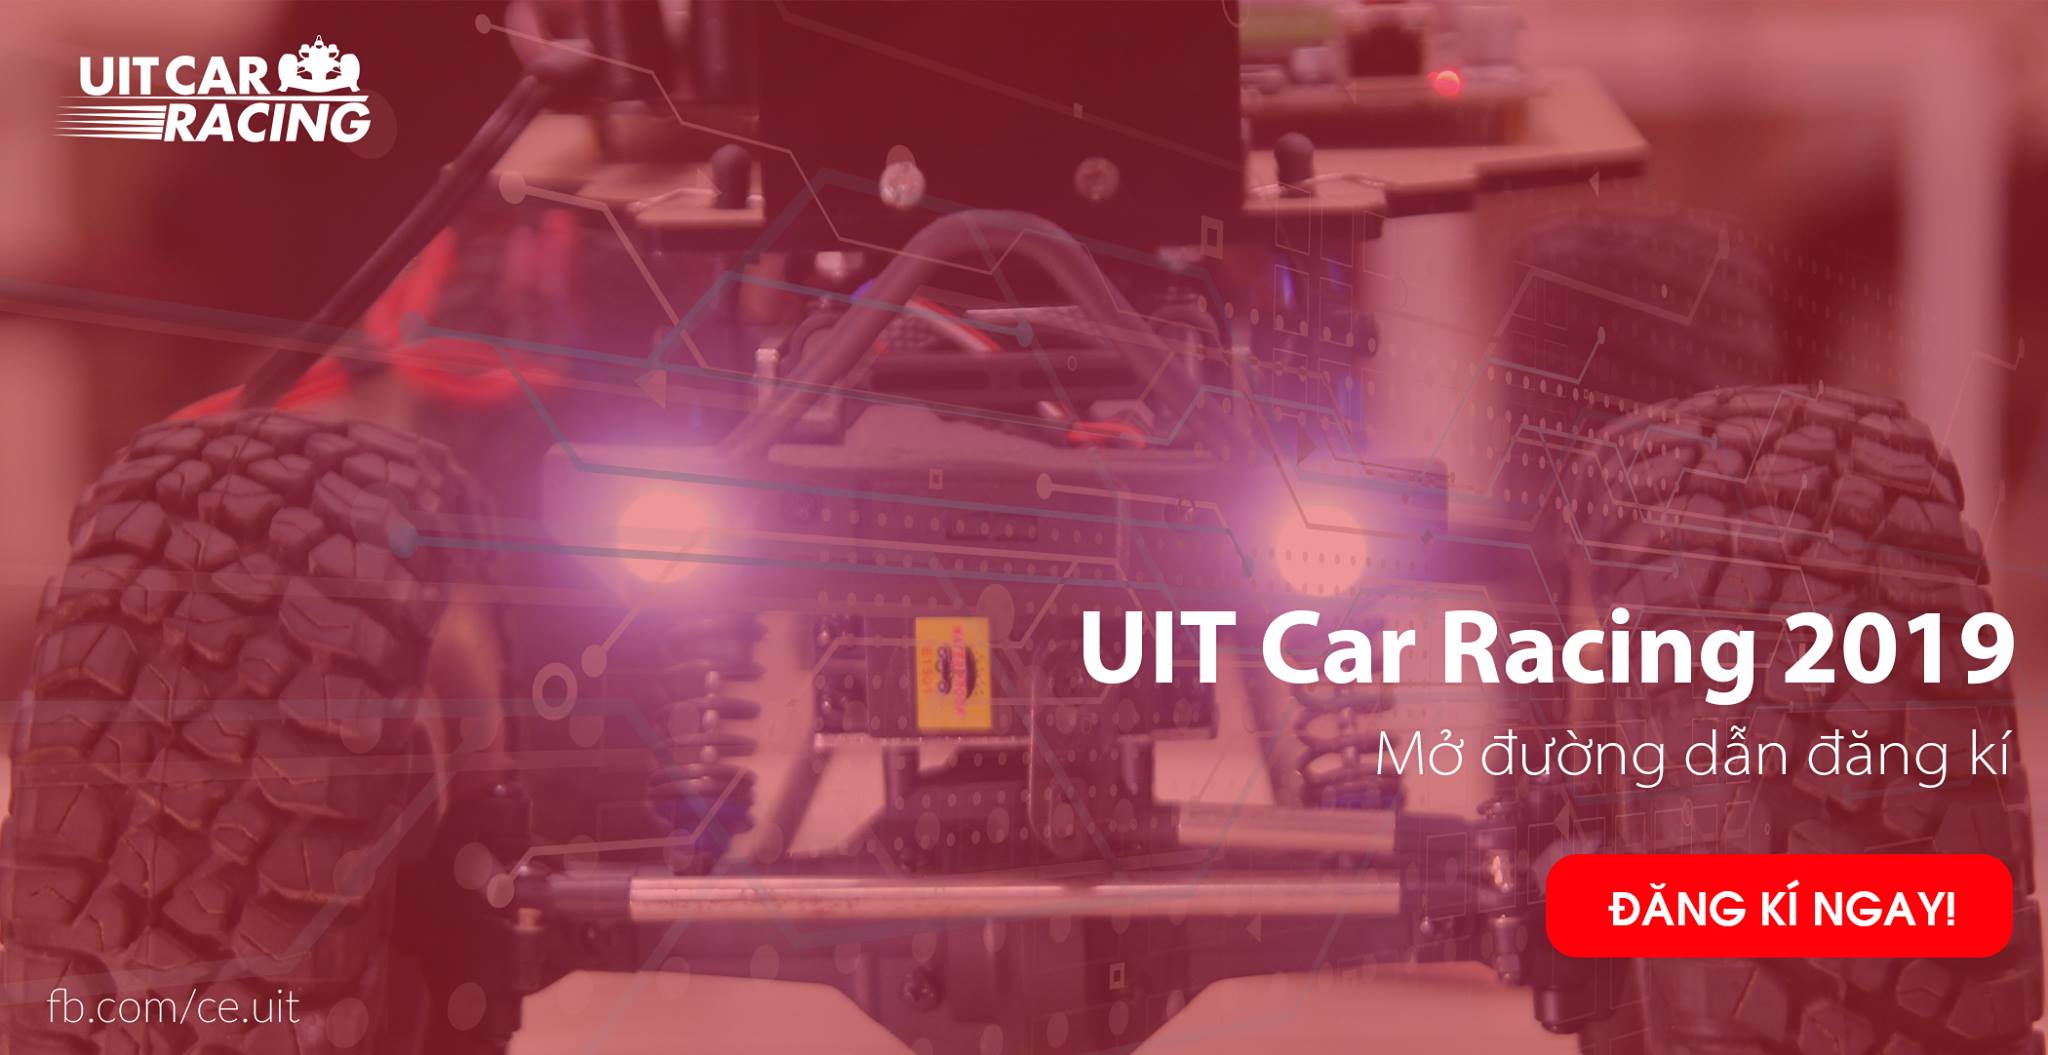 UIT CAR
RACING
UIT Car Racing 2019
Mở đường dẫn đăng kí
ĐĂNG KÍ NGAY!
fb.com/ce.uit